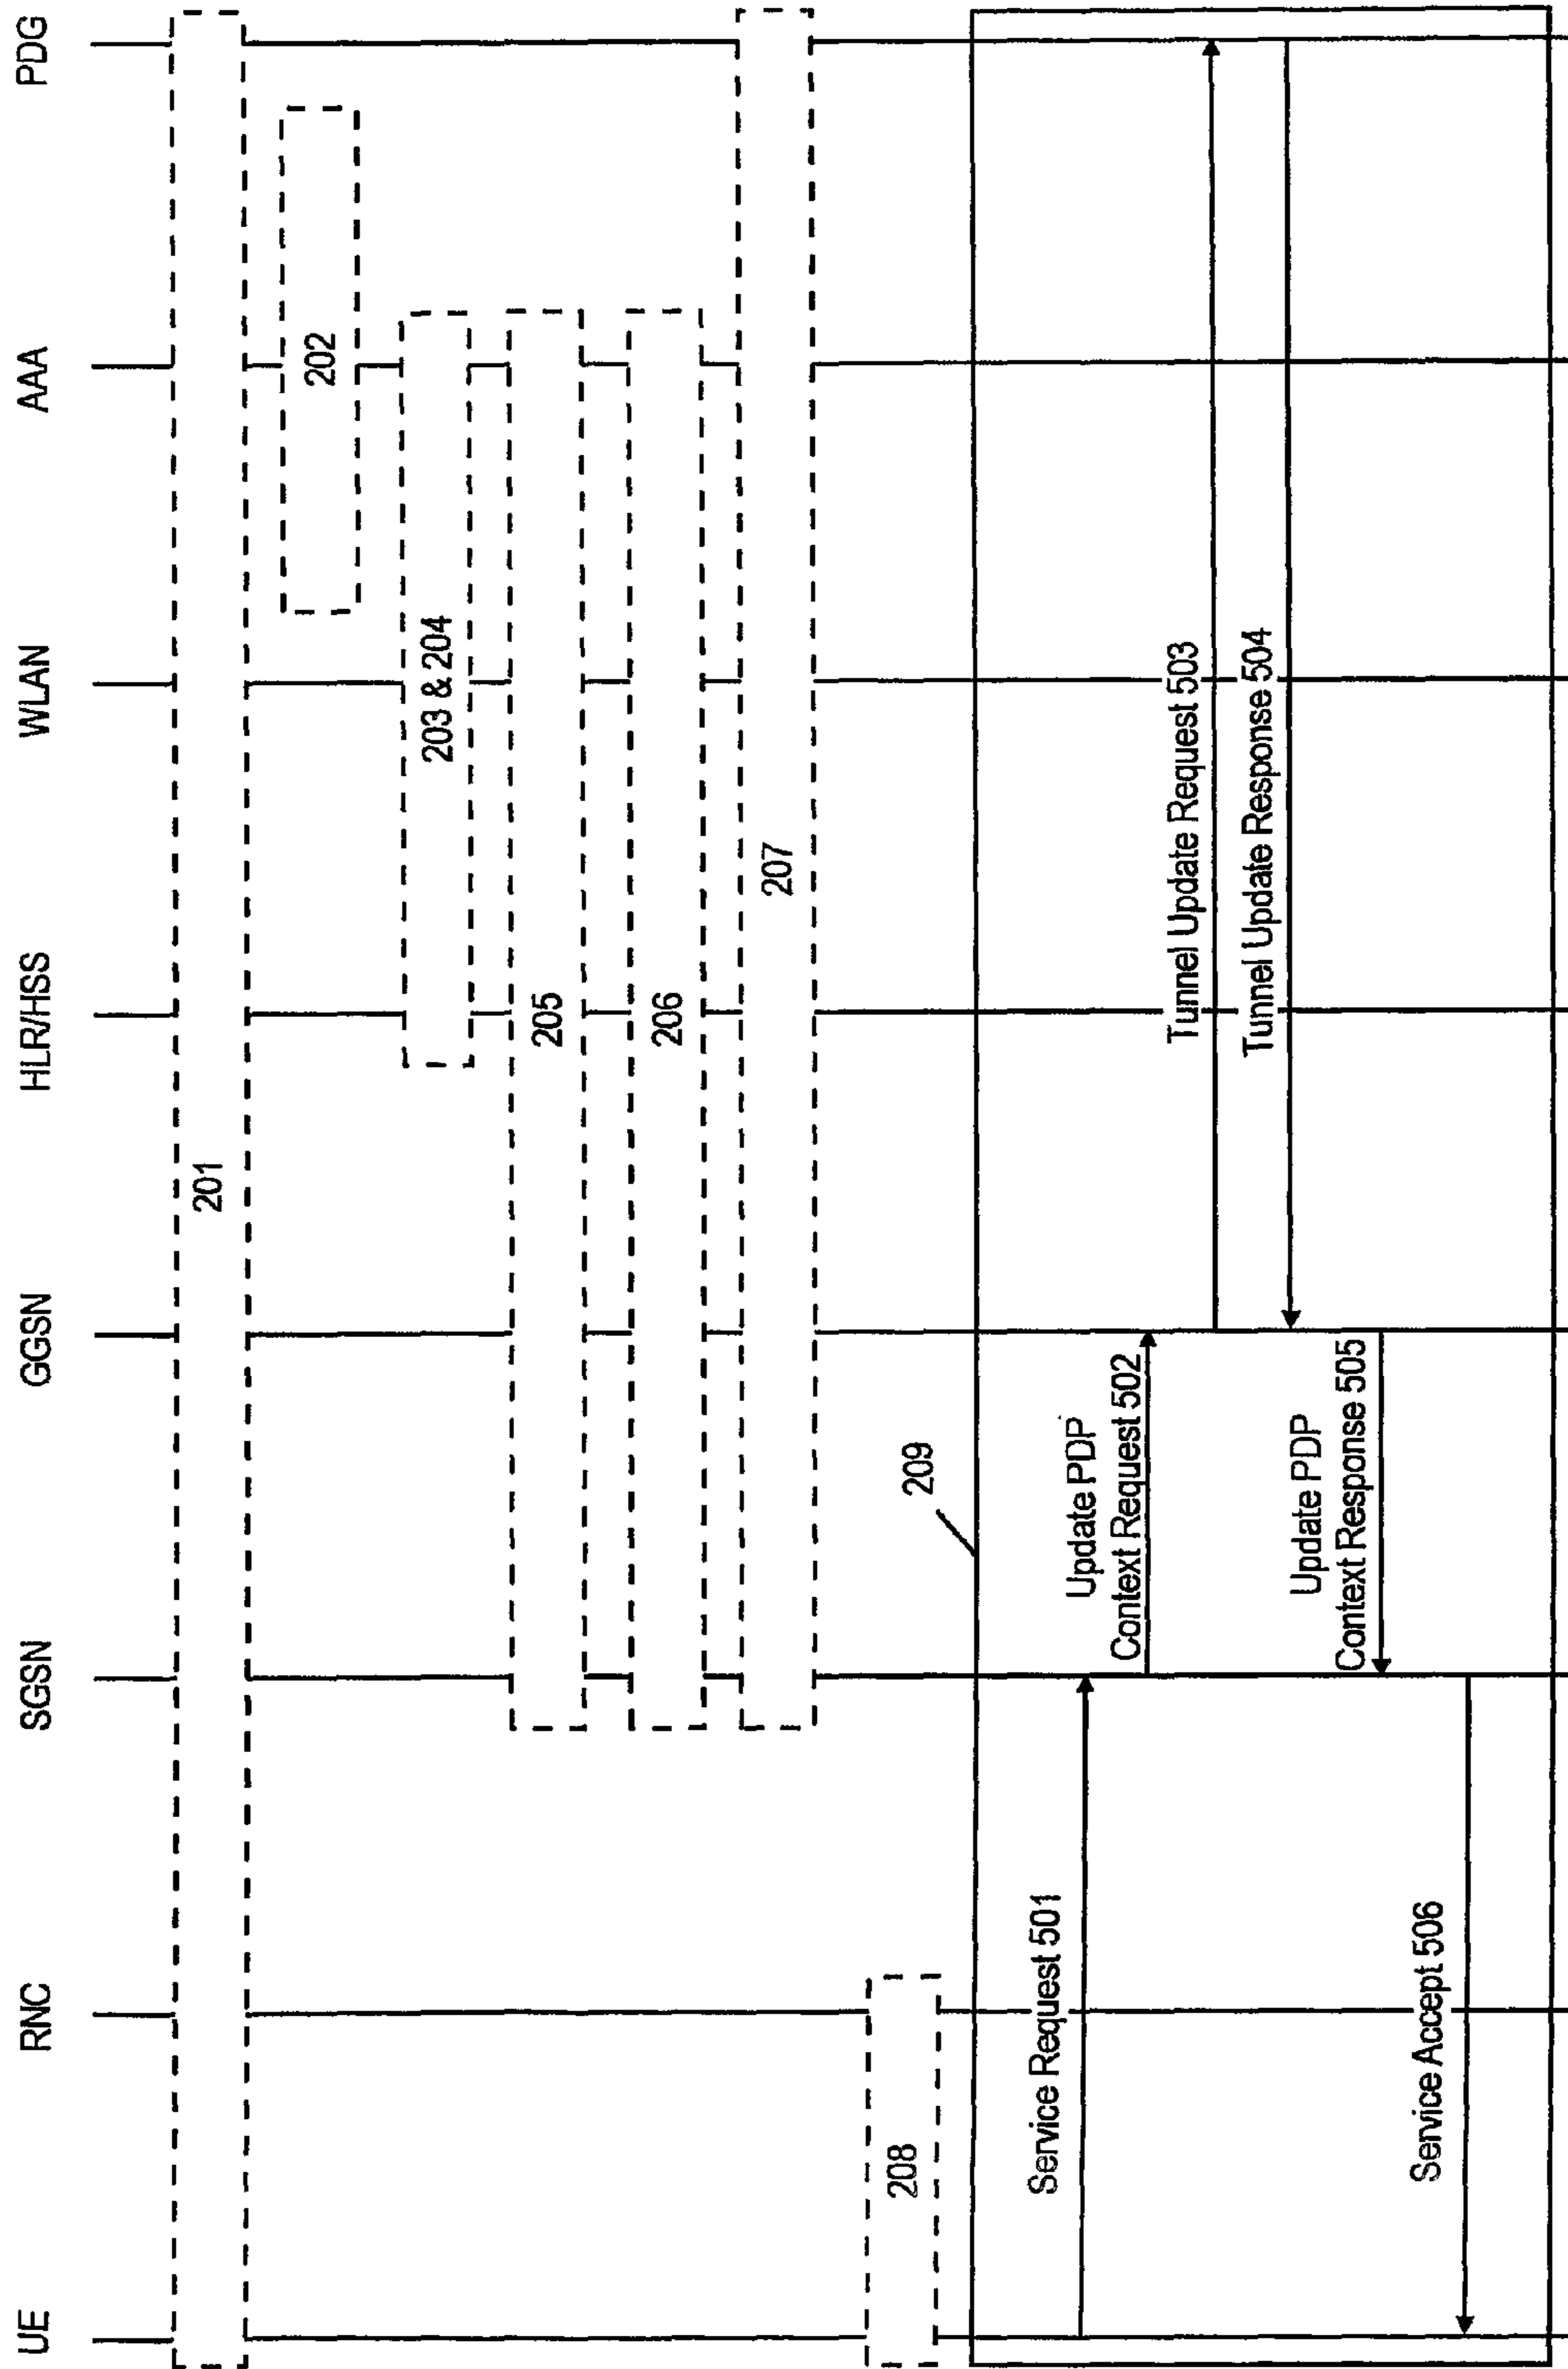 UE
RNC
SGSN
GGSN
HLR/HSS
WLAN
AAA
PDG
201
202
203 & 204
205
206
207
208
209
Service Request 501
Update PDP
Context Request 502
Tunnel Update Request 503
Tunnel Update Response 504
Update PDP
Context Response 505
Service Accept 506